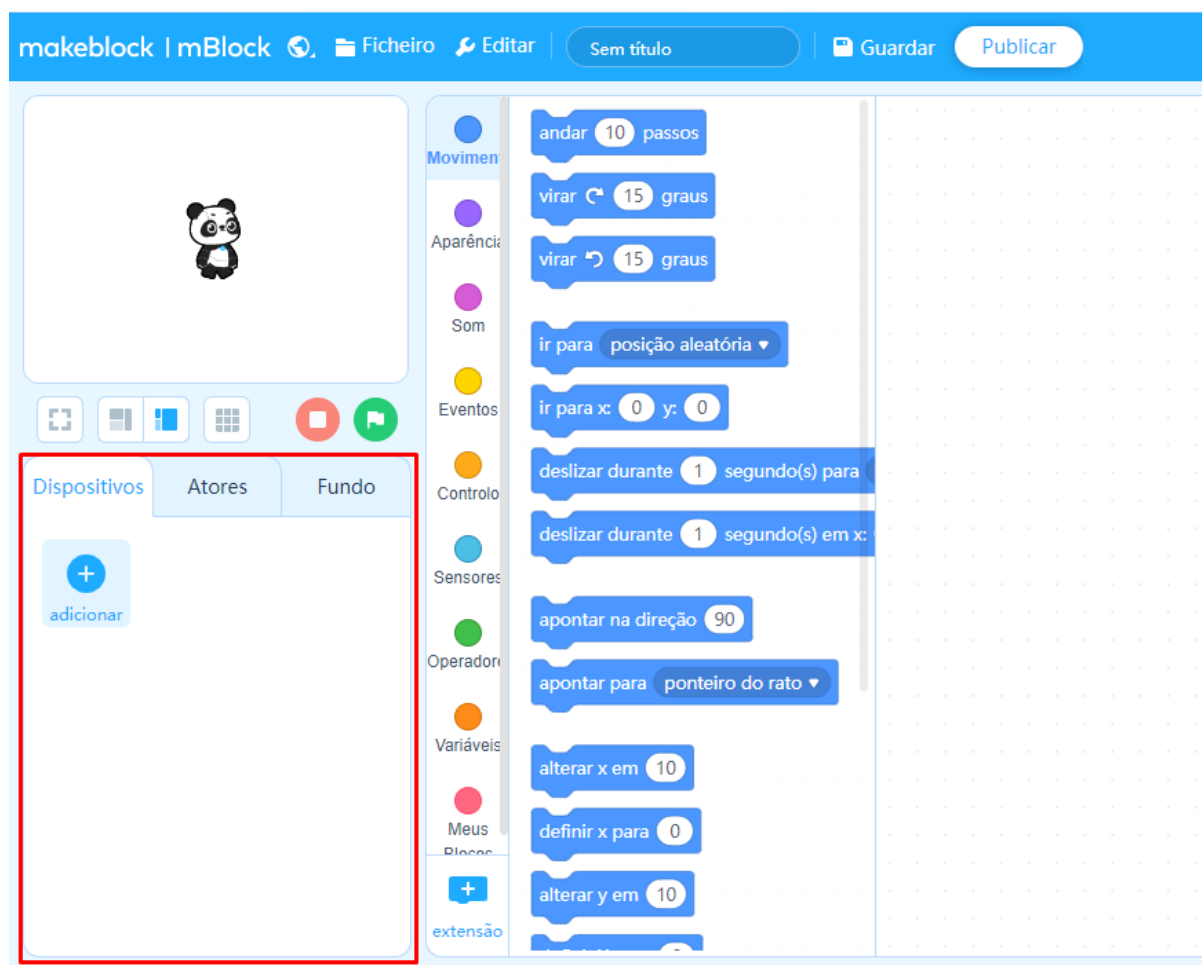 makeblock | mBlock Ficheiro Editar Sem título Guardar Publicar
Dispositivos Atores Fundo
adicionar
Movimen
Aparência
Som
Eventos
Controlo
Sensores
Operadore
Variáveis
Meus
Blocos
extensão
andar 10 passos
virar 15 graus
virar 15 graus
ir para posição aleatória
ir para x: 0 y: 0
deslizar durante 1 segundo(s) para
deslizar durante 1 segundo(s) em x:
apontar na direção 90
apontar para ponteiro do rato
alterar x em 10
definir x para 0
alterar y em 10